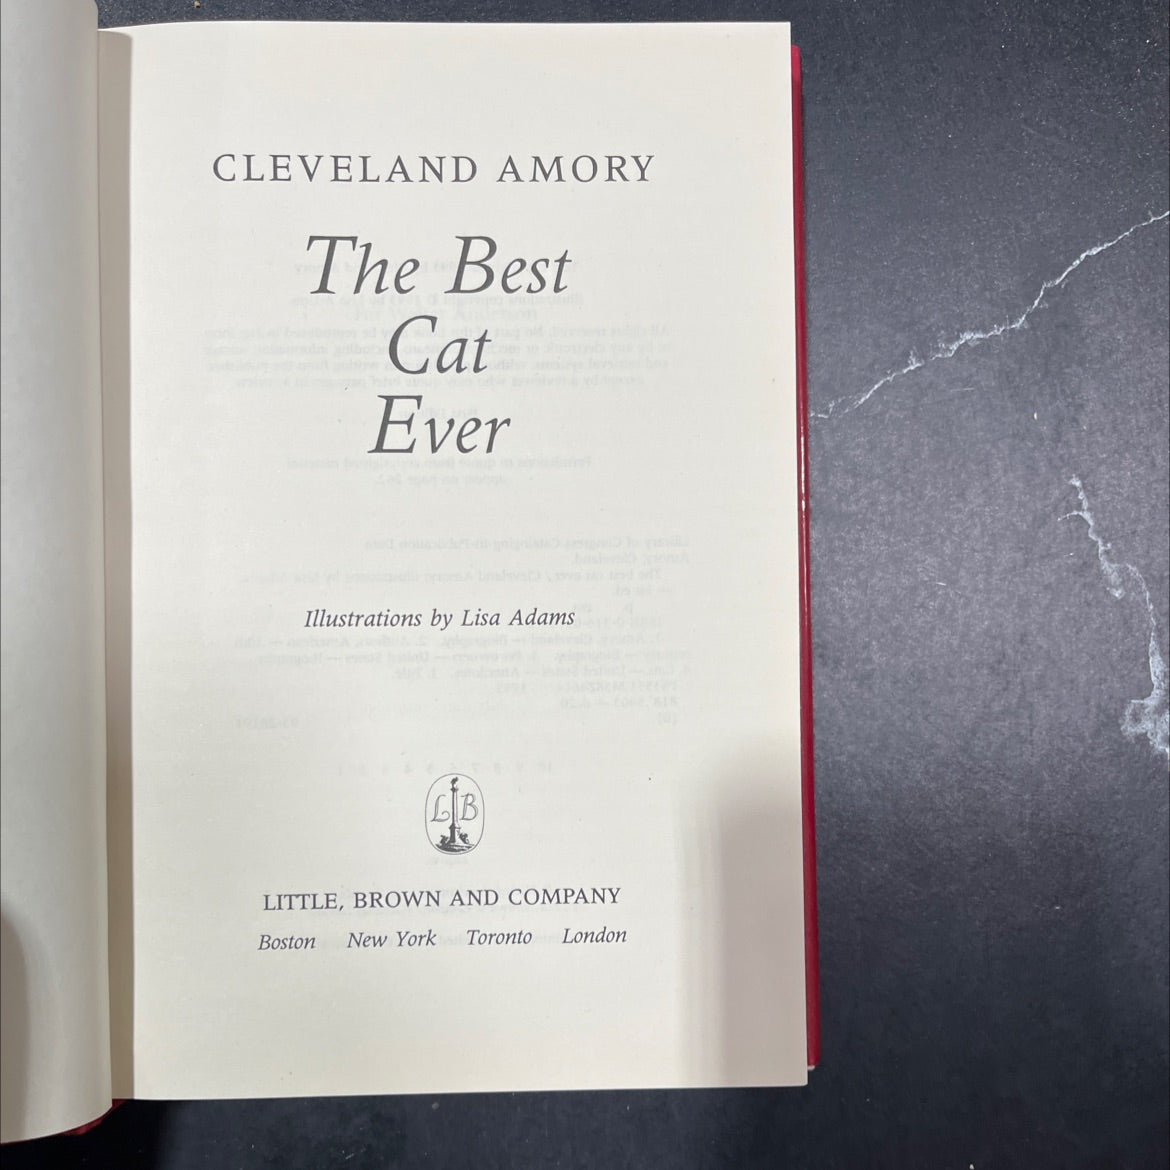 CLEVELAND AMORY
The Best
Cat
Ever
Illustrations by Lisa Adams
L B
LITTLE, BROWN AND COMPANY
Boston New York Toronto London